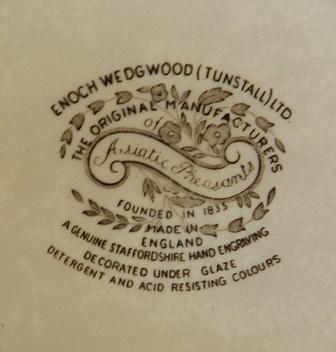 ENOCH WEDGWOOD (TUNSTALL) LTD.
THE ORIGINAL MANUFACTURERS
of
Asiatic Pheasants
FOUNDED IN 1835
MADE IN
ENGLAND
A GENUINE STAFFORDSHIRE HAND ENGRAVING
DECORATED UNDER GLAZE
DETERGENT AND ACID RESISTING COLOURS